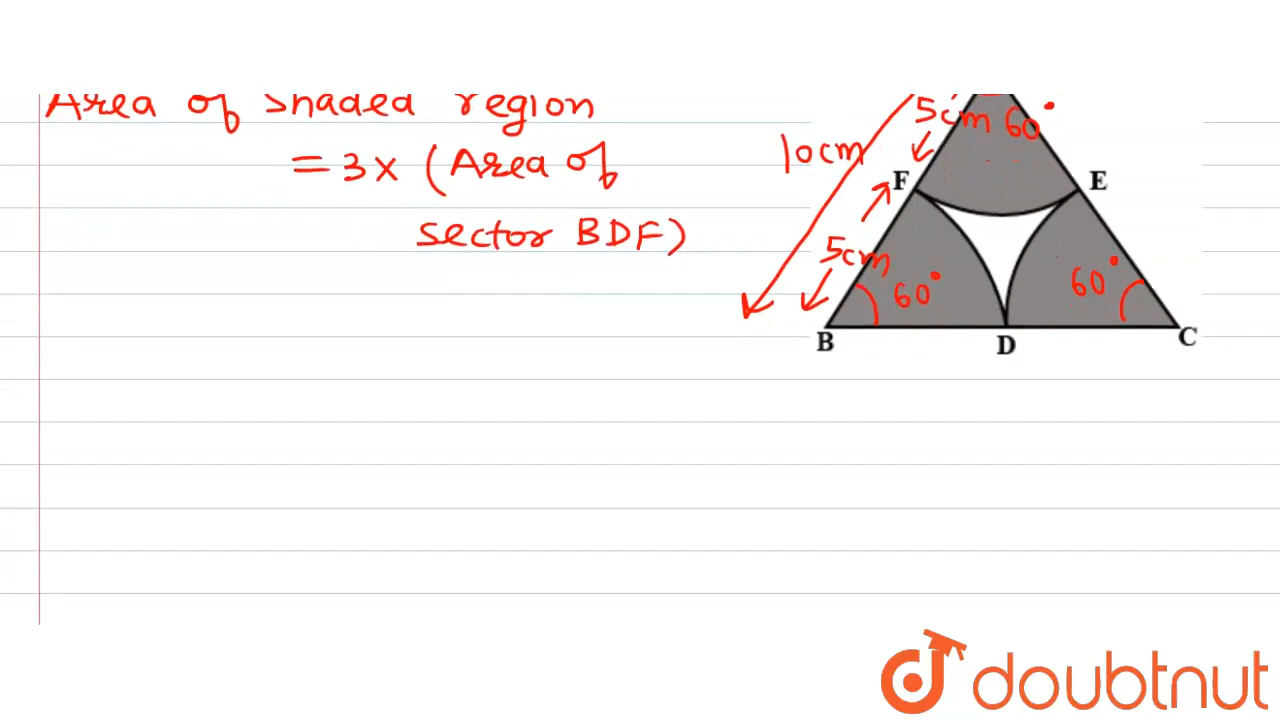 Area of shaded region
= 3 × (Area of
sector BDF)
5cm 60°
10cm
F
E
5cm
60°
60°
B
D
C
doubtnut